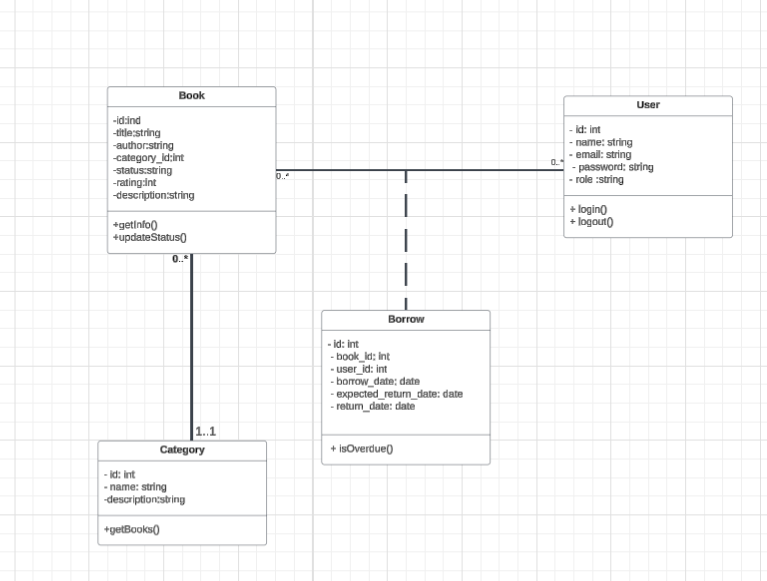 Book
-id:ind
-title:string
-author:string
-category_id:int
-status:string
-rating:int
-description:string
+getInfo()
+updateStatus()
0..*
0..*
User
- id: int
- name: string
- email: string
- password: string
- role :string
+ login()
+ logout()
0..*
Borrow
- id: int
- book_id: int
- user_id: int
- borrow_date: date
- expected_return_date: date
- return_date: date
+ isOverdue()
1..1
Category
- id: int
- name: string
-description:string
+getBooks()